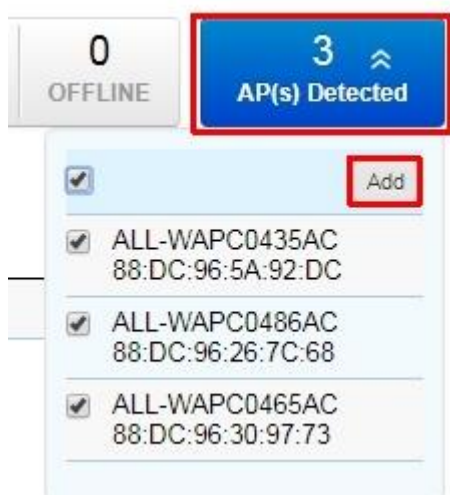 0
OFFLINE
3
AP(s) Detected
Add
ALL-WAPC0435AC
88:DC:96:5A:92:DC
ALL-WAPC0486AC
88:DC:96:26:7C:68
ALL-WAPC0465AC
88:DC:96:30:97:73